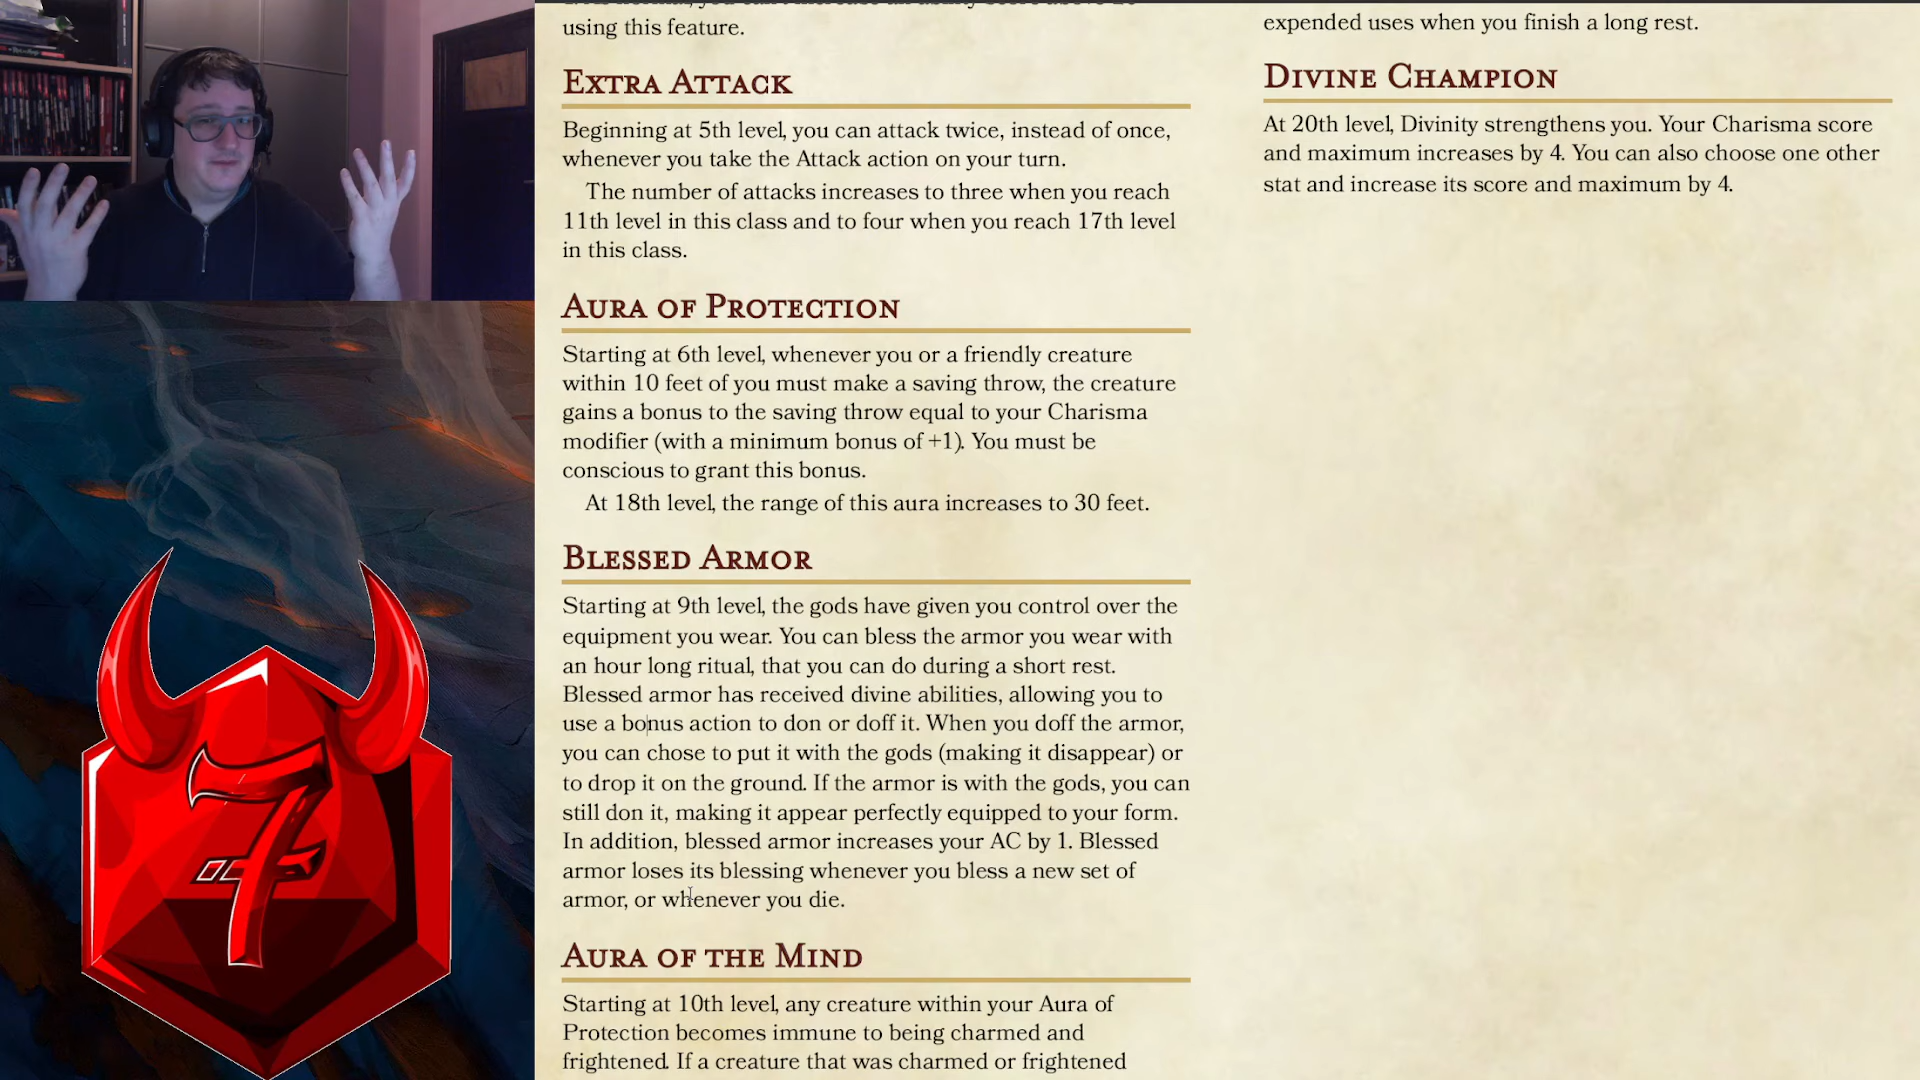 using this feature.
EXTRA ATTACK
Beginning at 5th level, you can attack twice, instead of once,
whenever you take the Attack action on your turn.
The number of attacks increases to three when you reach
11th level in this class and to four when you reach 17th level
in this class.
AURA OF PROTECTION
Starting at 6th level, whenever you or a friendly creature
within 10 feet of you must make a saving throw, the creature
gains a bonus to the saving throw equal to your Charisma
modifier (with a minimum bonus of +1). You must be
conscious to grant this bonus.
At 18th level, the range of this aura increases to 30 feet.
BLESSED ARMOR
Starting at 9th level, the gods have given you control over the
equipment you wear. You can bless the armor you wear with
an hour long ritual, that you can do during a short rest.
Blessed armor has received divine abilities, allowing you to
use a bonus action to don or doff it. When you doff the armor,
you can chose to put it with the gods (making it disappear) or
to drop it on the ground. If the armor is with the gods, you can
still don it, making it appear perfectly equipped to your form.
In addition, blessed armor increases your AC by 1. Blessed
armor loses its blessing whenever you bless a new set of
armor, or whenever you die.
AURA OF THE MIND
Starting at 10th level, any creature within your Aura of
Protection becomes immune to being charmed and
frightened. If a creature that was charmed or frightened
expended uses when you finish a long rest.
DIVINE CHAMPION
At 20th level, Divinity strengthens you. Your Charisma score
and maximum increases by 4. You can also choose one other
stat and increase its score and maximum by 4.
7